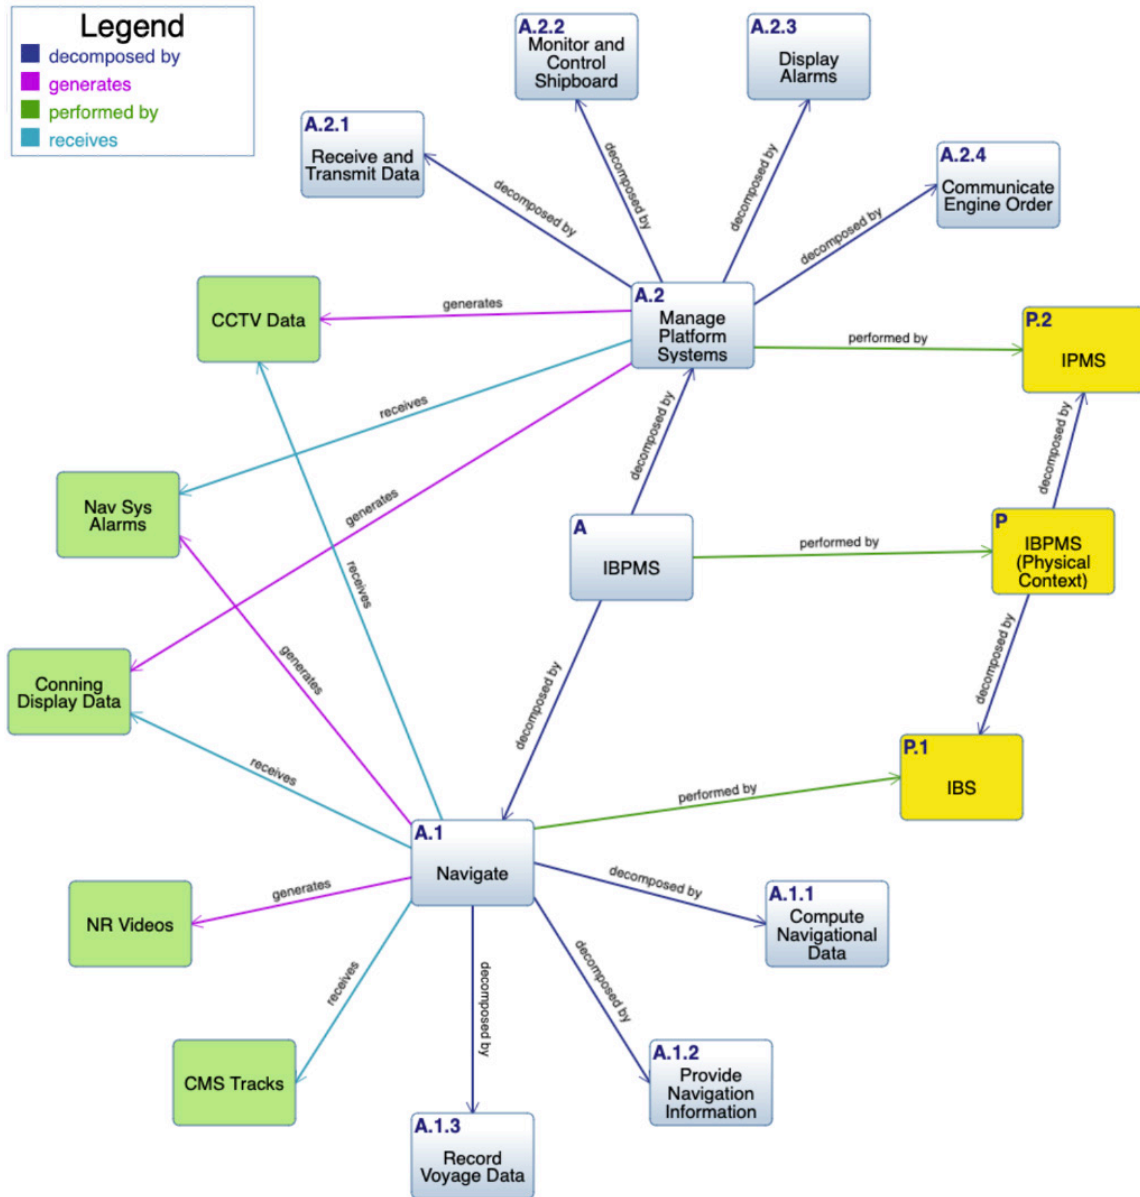 Legend
decomposed by
generates
performed by
receives
A.2.2
Monitor and
Control
Shipboard
A.2.3
Display
Alarms
A.2.1
Receive and
Transmit Data
A.2.4
Communicate
Engine Order
decomposed by
decomposed by
decomposed by
decomposed by
CCTV Data
generates
A.2
Manage
Platform
Systems
performed by
P.2
IPMS
receives
decomposed by
decomposed by
Nav Sys
Alarms
generates
A
IBPMS
performed by
P
IBPMS
(Physical
Context)
receives
generates
Conning
Display Data
decomposed by
decomposed by
receives
P.1
IBS
performed by
A.1
Navigate
generates
NR Videos
decomposed by
A.1.1
Compute
Navigational
Data
receives
decomposed by
decomposed by
CMS Tracks
A.1.2
Provide
Navigation
Information
A.1.3
Record
Voyage Data